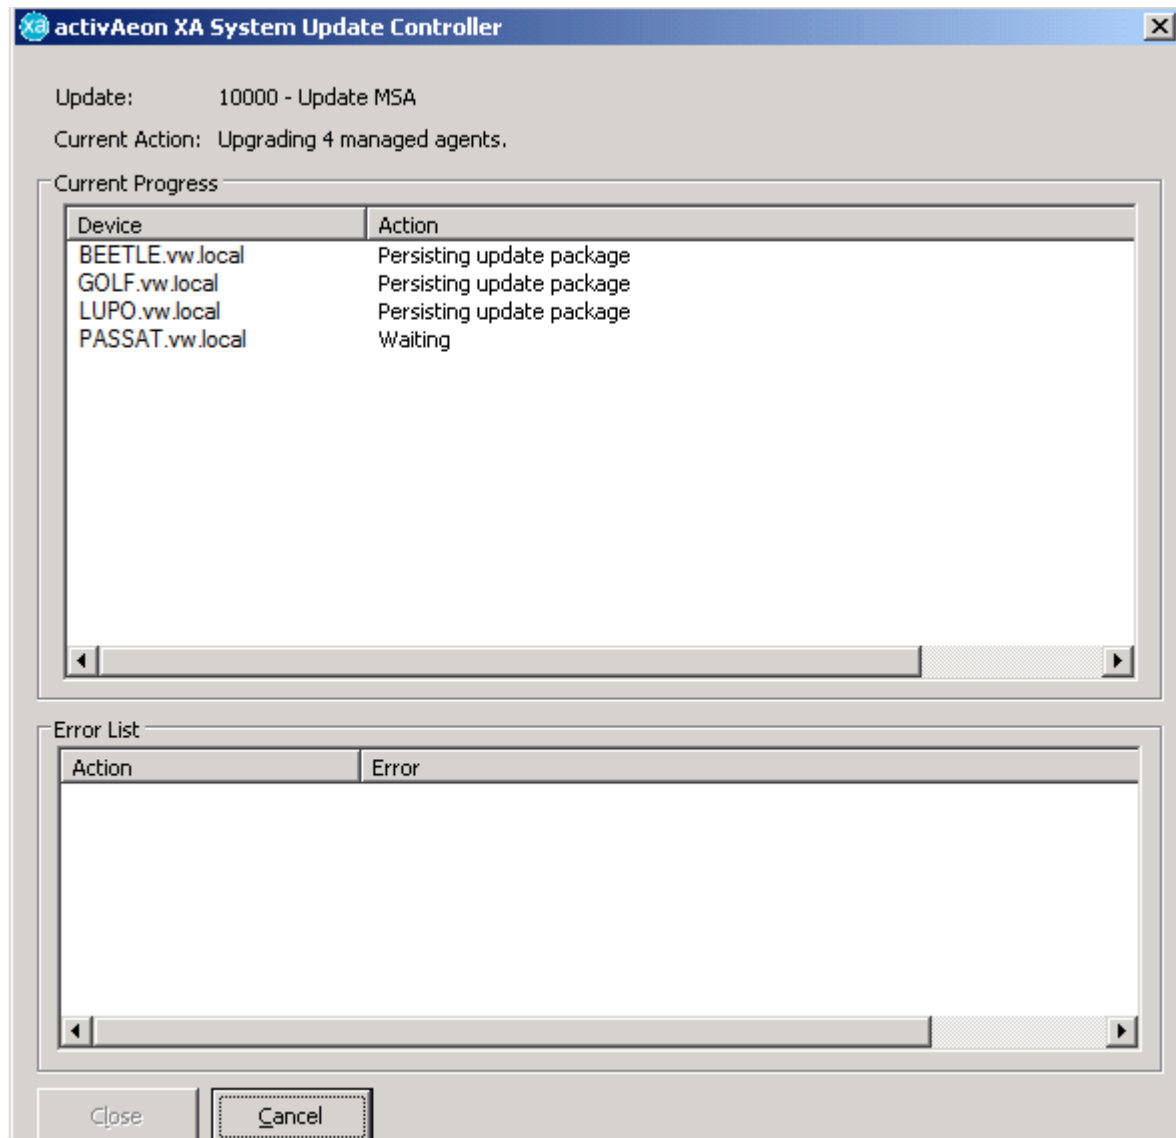 xa activAeon XA System Update Controller
Update: 10000 - Update MSA
Current Action: Upgrading 4 managed agents.
Current Progress
Device Action
BEETLE.vw.local Persisting update package
GOLF.vw.local Persisting update package
LUPO.vw.local Persisting update package
PASSAT.vw.local Waiting
Error List
Action Error
Close Cancel